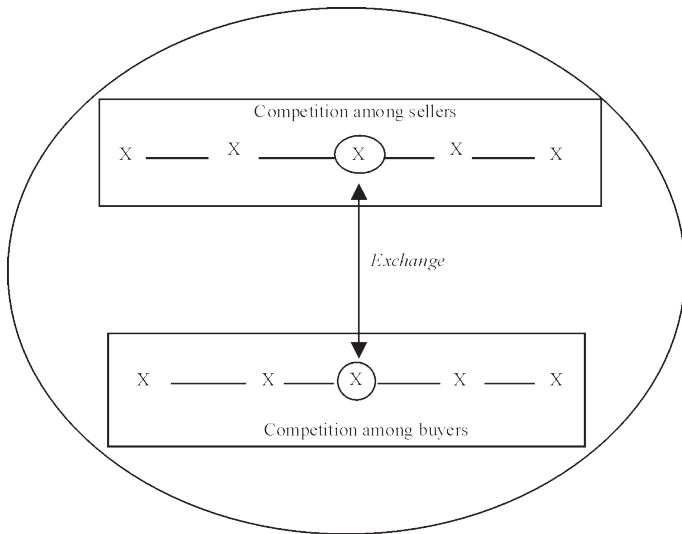 Competition among sellers
X X X X X
Exchange
X X X X X
Competition among buyers